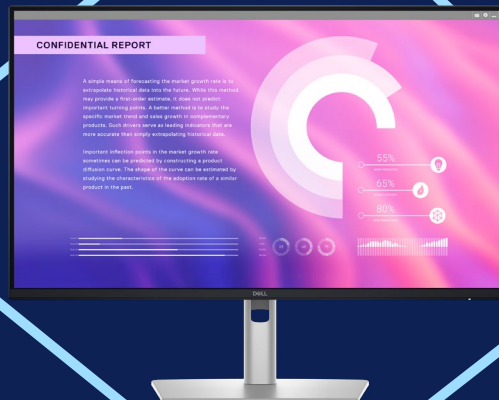 CONFIDENTIAL REPORT
A simple means of forecasting the market growth rate is to
extrapolate historical data into the future. While this method
may provide a first-order estimate, it does not predict
important turning points. A better method is to study the
specific market trend and sales growth in complementary
products. Such drivers serve as leading indicators that are
more accurate than simply extrapolating historical data.
Important inflection points in the market growth rate
sometimes can be predicted by constructing a product
diffusion curve. The shape of the curve can be estimated by
studying the characteristics of the adoption rate of a similar
product in the past.
55%
65%
80%
DELL